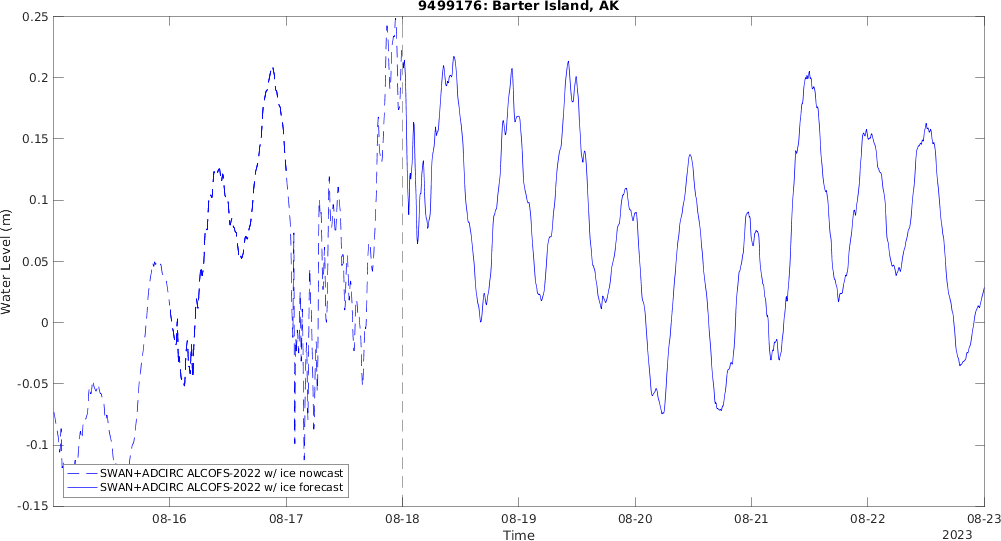 9499176: Barter Island, AK
0.25
0.2
0.15
0.1
0.05
0
-0.05
-0.1
-0.15
Water Level (m)
SWAN+ADCIRC ALCOFS-2022 w/ ice nowcast
SWAN+ADCIRC ALCOFS-2022 w/ ice forecast
08-16 08-17 08-18 08-19 08-20 08-21 08-22 08-23
Time
2023